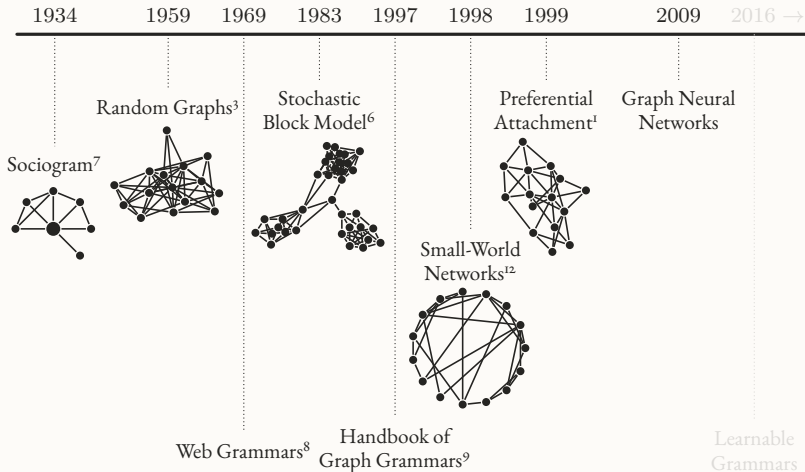 1934 1959 1969 1983 1997 1998 1999 2009 2016 →
Random Graphs³
Stochastic
Block Model⁶
Preferential
Attachment¹
Graph Neural
Networks
Sociogram⁷
Small-World
Networks¹²
Web Grammars⁸
Handbook of
Graph Grammars⁹
Learnable
Grammars